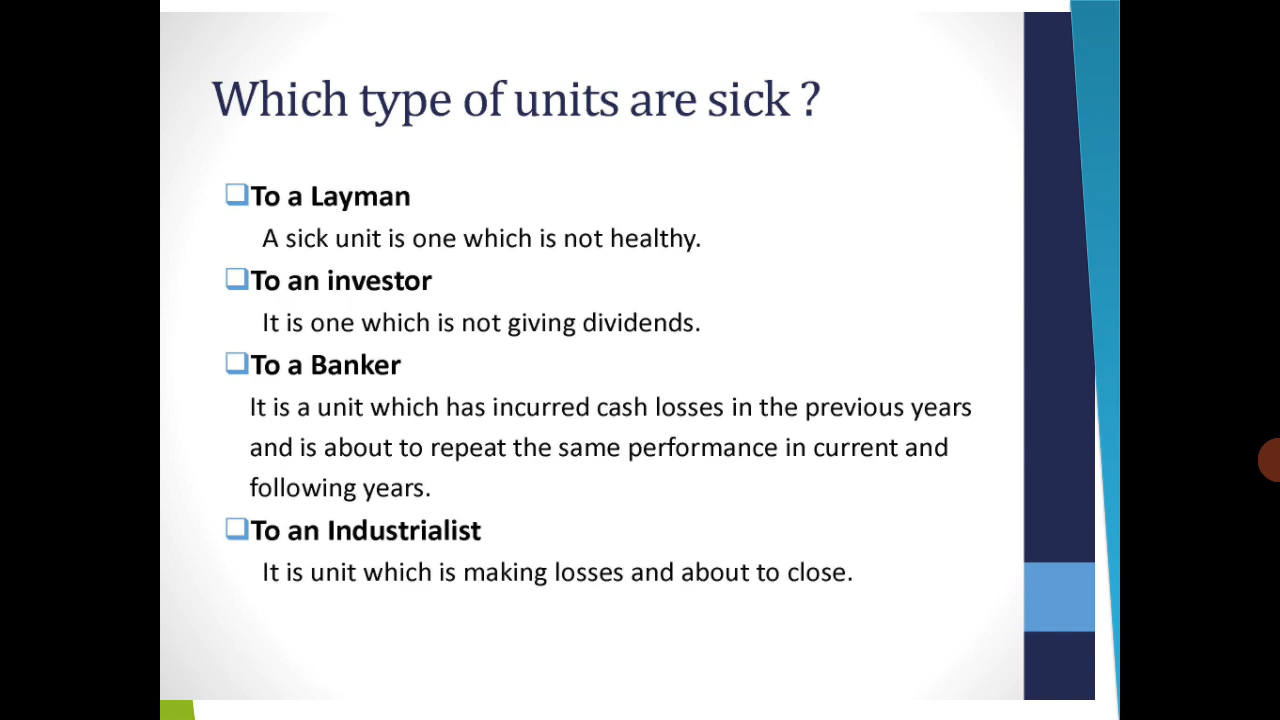 Which type of units are sick ?
To a Layman
A sick unit is one which is not healthy.
To an investor
It is one which is not giving dividends.
To a Banker
It is a unit which has incurred cash losses in the previous years
and is about to repeat the same performance in current and
following years.
To an Industrialist
It is unit which is making losses and about to close.